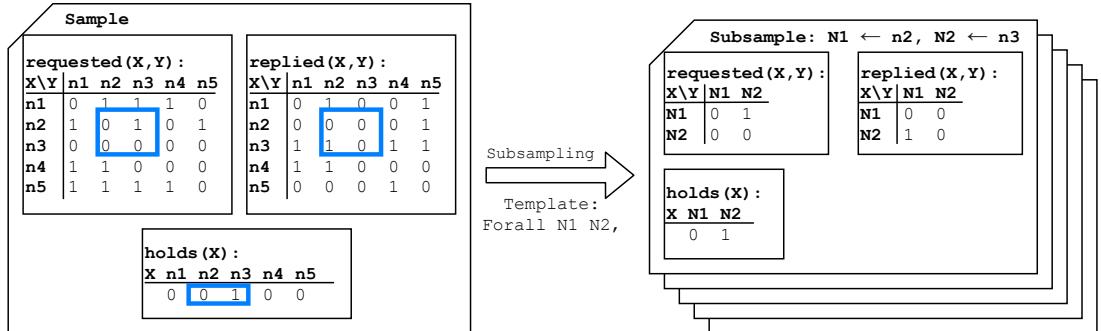 Sample
requested(X,Y):
X\Y n1 n2 n3 n4 n5
n1 0 1 1 1 0
n2 1 0 1 0 1
n3 0 0 0 0 0
n4 1 1 0 0 0
n5 1 1 1 1 0
replied(X,Y):
X\Y n1 n2 n3 n4 n5
n1 0 1 0 0 1
n2 0 0 0 0 1
n3 1 1 0 1 1
n4 1 1 0 0 0
n5 0 0 0 1 0
holds(X):
X n1 n2 n3 n4 n5
0 0 1 0 0
Subsampling
Template:
Forall N1 N2,
Subsample: N1 ← n2, N2 ← n3
requested(X,Y):
X\Y N1 N2
N1 0 1
N2 0 0
replied(X,Y):
X\Y N1 N2
N1 0 0
N2 1 0
holds(X):
X N1 N2
0 1